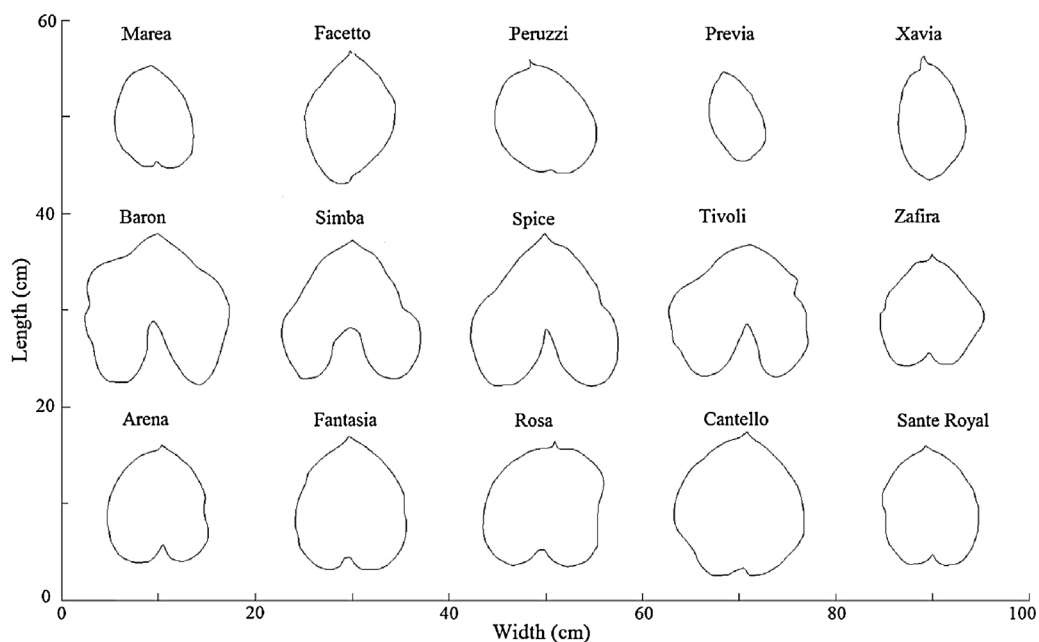 60
Marea Facetto Peruzzi Previa Xavia
40
Baron Simba Spice Tivoli Zafira
Length (cm)
20
Arena Fantasia Rosa Cantello Sante Royal
0
0 20 40 60 80 100
Width (cm)